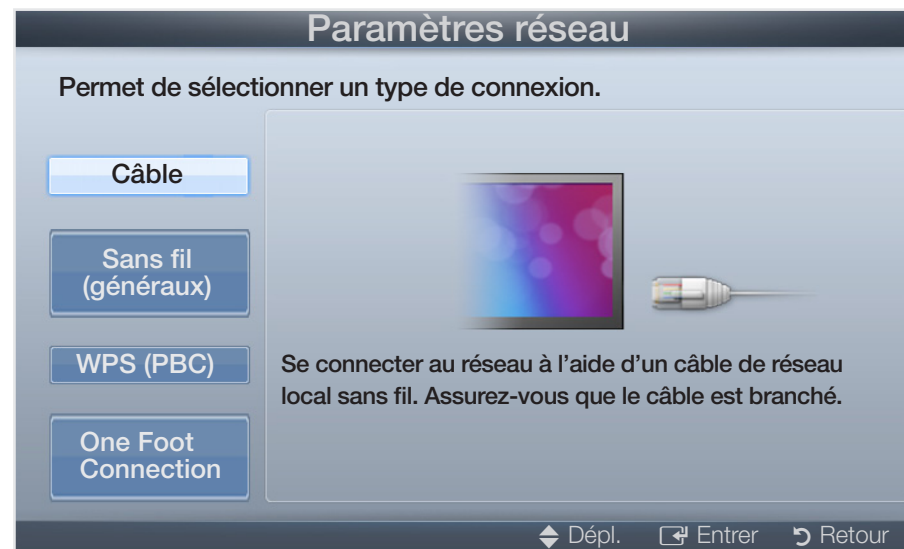 Paramètres réseau
Permet de sélectionner un type de connexion.
Câble
Sans fil
(généraux)
WPS (PBC)
One Foot
Connection
Se connecter au réseau à l’aide d’un câble de réseau
local sans fil. Assurez-vous que le câble est branché.
Dépl. Entrer Retour